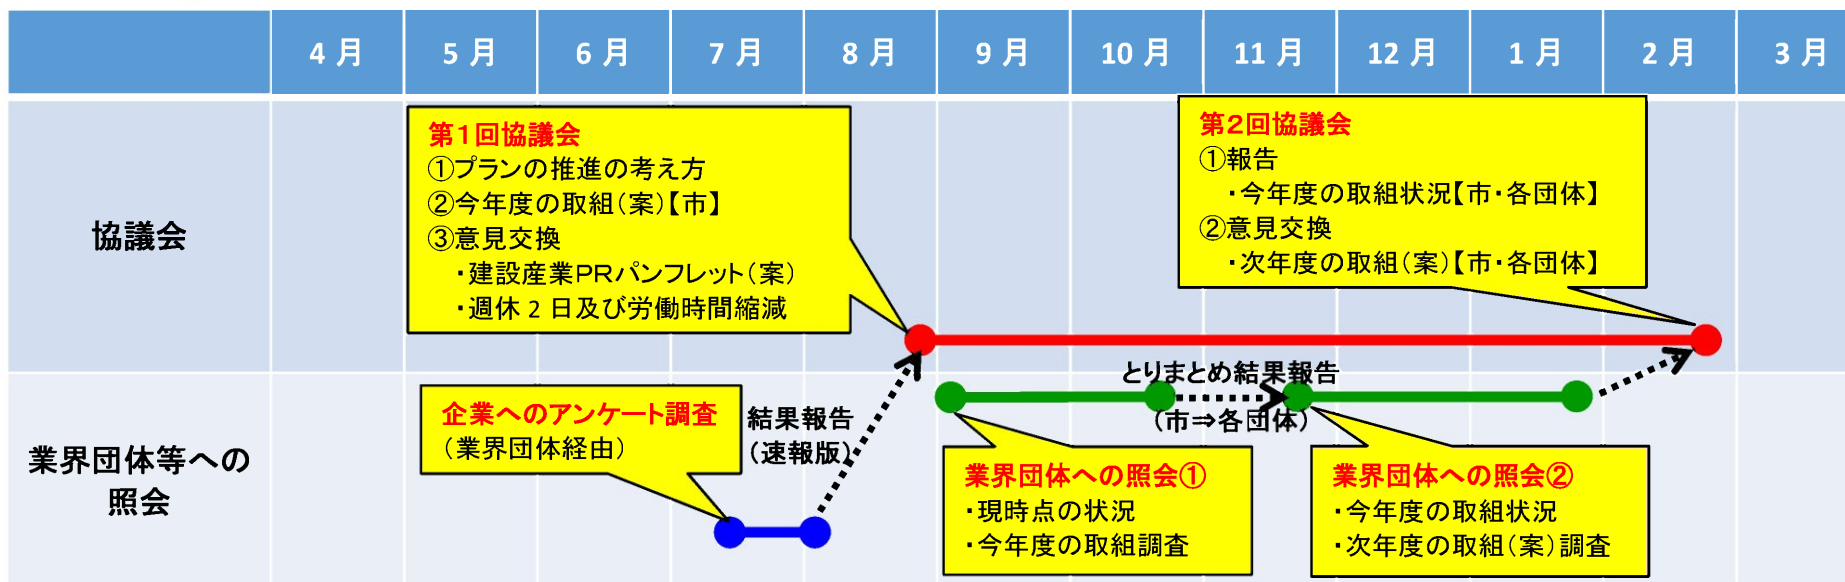 4月 5月 6月 7月 8月 9月 10月 11月 12月 1月 2月 3月
協議会
第1回協議会
①プランの推進の考え方
②今年度の取組(案)【市】
③意見交換
・建設産業PRパンフレット(案)
・週休2日及び労働時間縮減
第2回協議会
①報告
・今年度の取組状況【市・各団体】
②意見交換
・次年度の取組(案)【市・各団体】
業界団体等への
照会
企業へのアンケート調査
(業界団体経由)
結果報告
(速報版)
とりまとめ結果報告
(市⇒各団体)
業界団体への照会①
・現時点の状況
・今年度の取組調査
業界団体への照会②
・今年度の取組状況
・次年度の取組(案)調査